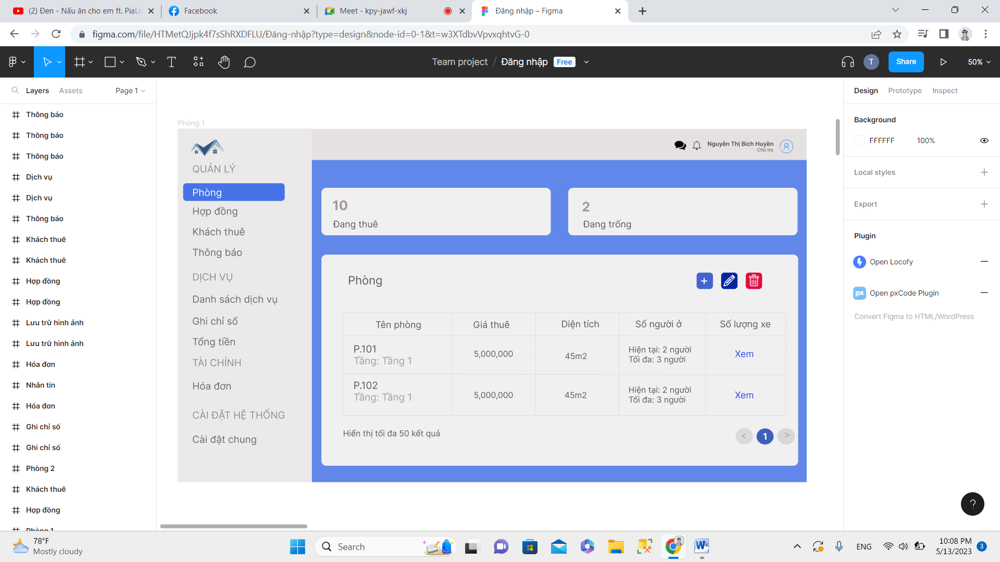 (2) Đen - Nấu ăn cho em ft. PiaLin
Facebook
Meet - kpy-jawf-xkj
Đăng nhập – Figma
figma.com/file/HTMetQJjpk4f7sShRXDFLU/Đăng-nhập?type=design&node-id=0-1&t=w3XTdbvVpvxqhtvG-0
Team project / Đăng nhập Free
T
Share
50%
Layers
Assets
Page 1
Thông báo
Thông báo
Thông báo
Dịch vụ
Dịch vụ
Thông báo
Khách thuê
Khách thuê
Hợp đồng
Hợp đồng
Lưu trữ hình ảnh
Lưu trữ hình ảnh
Hóa đơn
Nhắn tin
Hóa đơn
Ghi chỉ số
Ghi chỉ số
Phòng 2
Khách thuê
Hợp đồng
Phòng 1
Phòng 1
QUẢN LÝ
Phòng
Hợp đồng
Khách thuê
Thông báo
DỊCH VỤ
Danh sách dịch vụ
Ghi chỉ số
Tổng tiền
TÀI CHÍNH
Hóa đơn
CÀI ĐẶT HỆ THỐNG
Cài đặt chung
Nguyễn Thị Bích Huyền
Chủ trọ
10
Đang thuê
2
Đang trống
Phòng
Tên phòng Giá thuê Diện tích Số người ở Số lượng xe
P.101
Tầng: Tầng 1
5,000,000
45m2
Hiện tại: 2 người
Tối đa: 3 người
Xem
P.102
Tầng: Tầng 1
5,000,000
45m2
Hiện tại: 2 người
Tối đa: 3 người
Xem
Hiển thị tối đa 50 kết quả
< 1 >
Design
Prototype
Inspect
Background
FFFFFF 100%
Local styles
Export
Plugin
Open Locofy
px Open pxCode Plugin
Convert Figma to HTML/WordPress
?
78°F
Mostly cloudy
Search
ENG
10:08 PM
5/13/2023
3